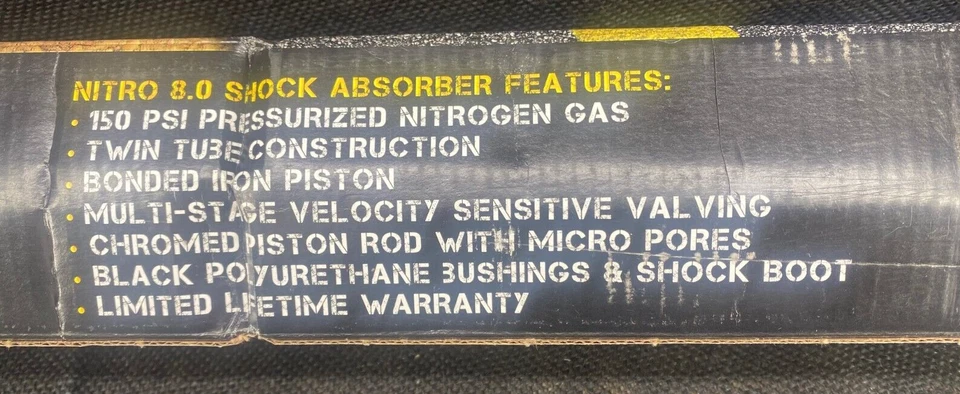 NITRO 8.0 SHOCK ABSORBER FEATURES:
• 150 PSI PRESSURIZED NITROGEN GAS
• TWIN TUBE CONSTRUCTION
• BONDED IRON PISTON
• MULTI-STAGE VELOCITY SENSITIVE VALVING
• CHROMED PISTON ROD WITH MICRO PORES
• BLACK POLYURETHANE BUSHINGS & SHOCK BOOT
• LIMITED LIFETIME WARRANTY